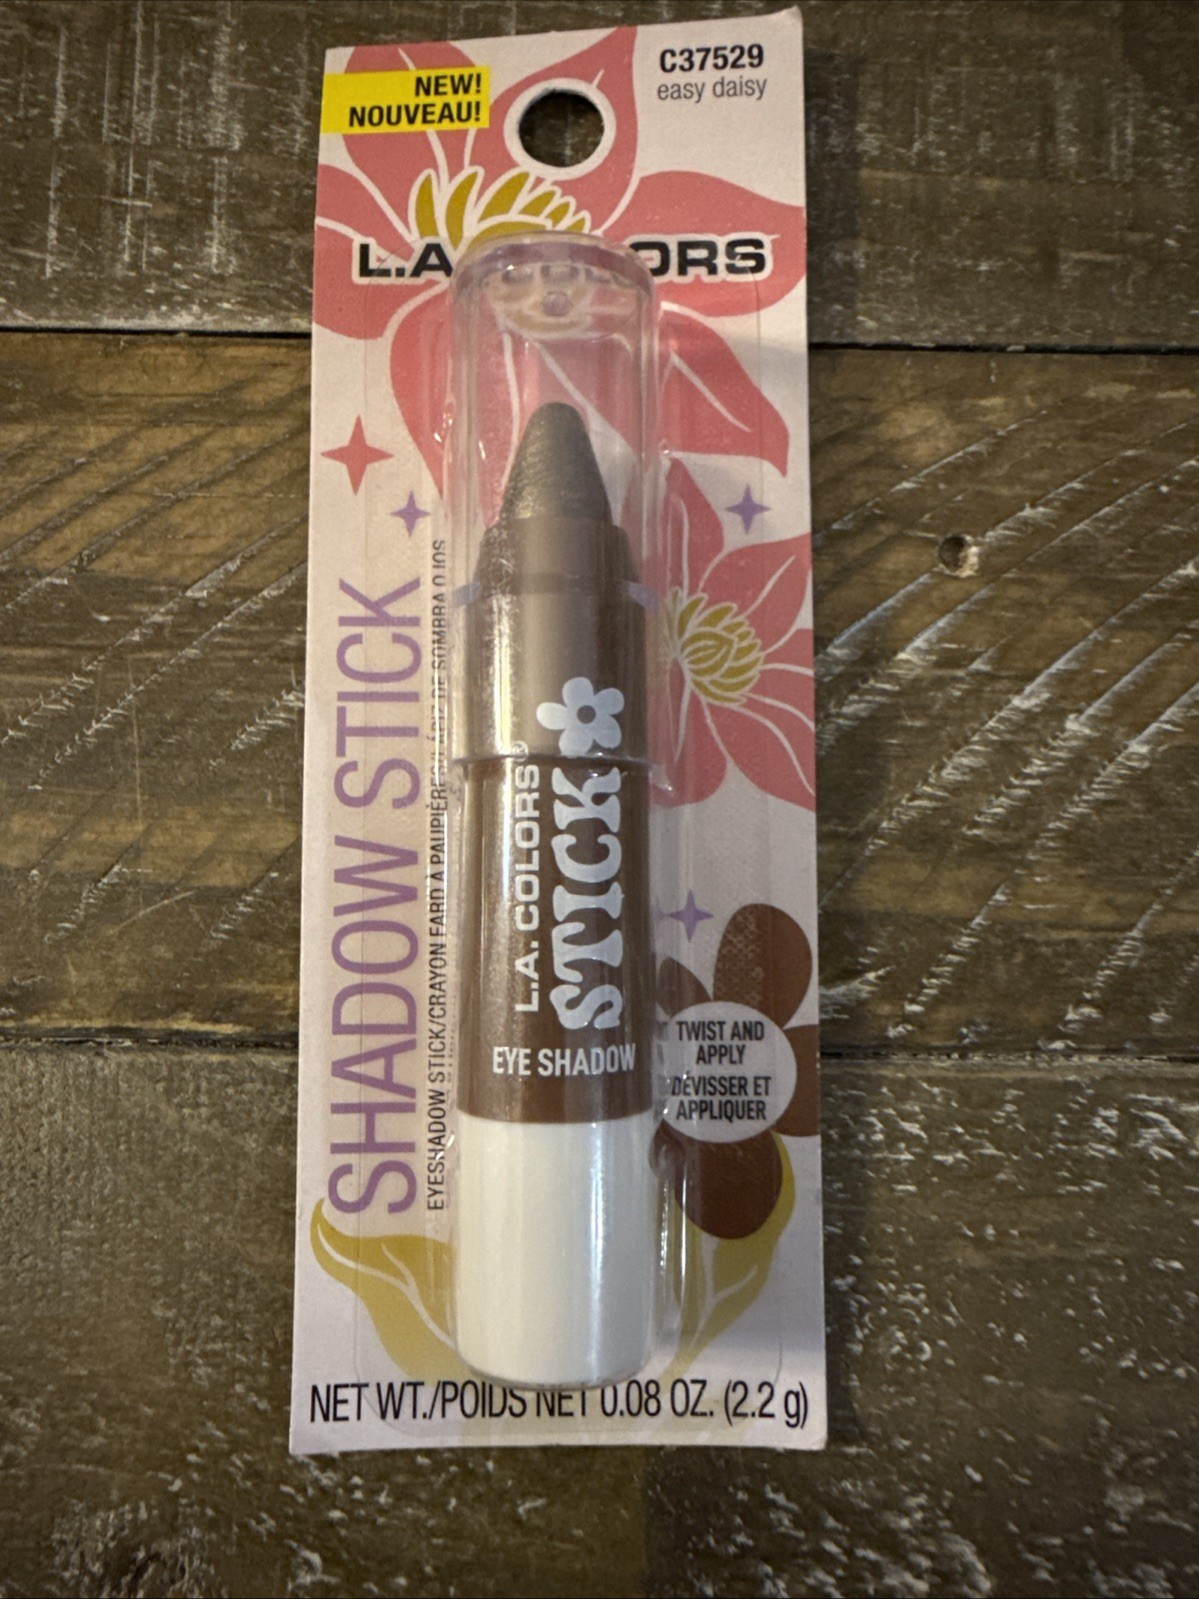 NEW!
NOUVEAU!
C37529
easy daisy
L.A. COLORS
SHADOW STICK
EYESHADOW STICK/CRAYON FARD À PAUPIÈRES/LÁPIZ DE SOMBRA OJOS
L.A. COLORS®
STICK
EYE SHADOW
TWIST AND
APPLY
DÉVISSER ET
APPLIQUER
NET WT./POIDS NET 0.08 OZ. (2.2 g)